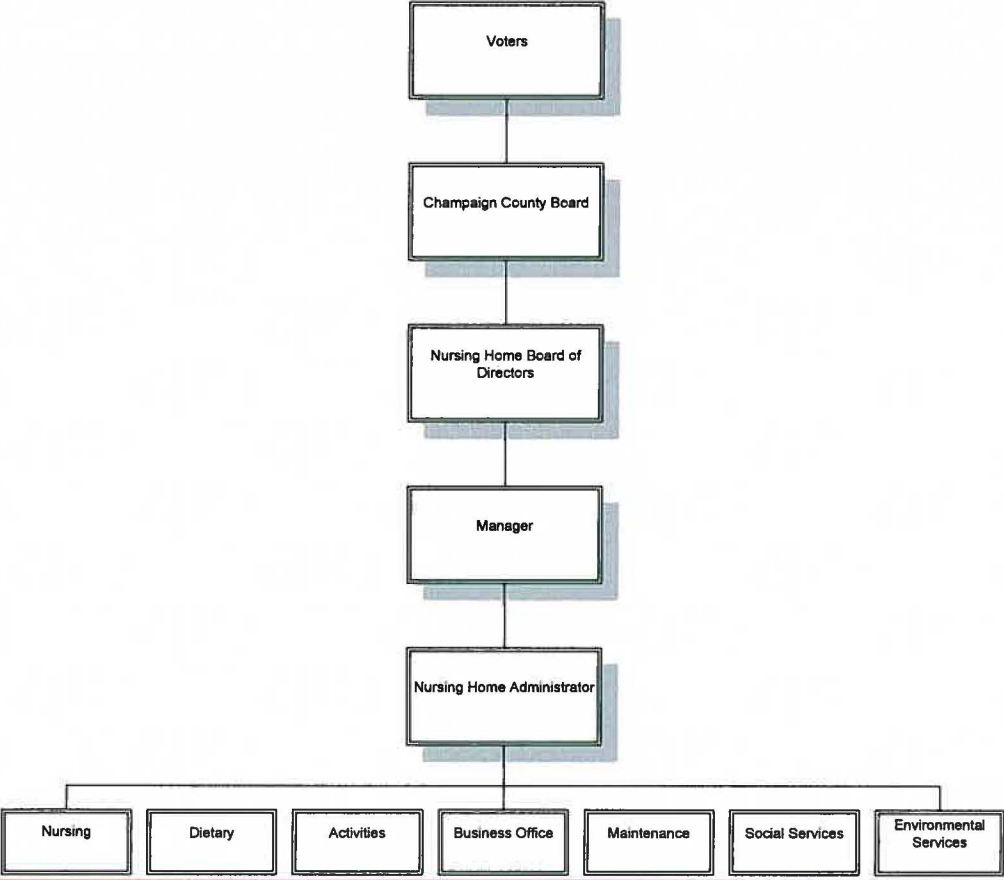 Voters
Champaign County Board
Nursing Home Board of
Directors
Manager
Nursing Home Administrator
Nursing
Dietary
Activities
Business Office
Maintenance
Social Services
Environmental
Services